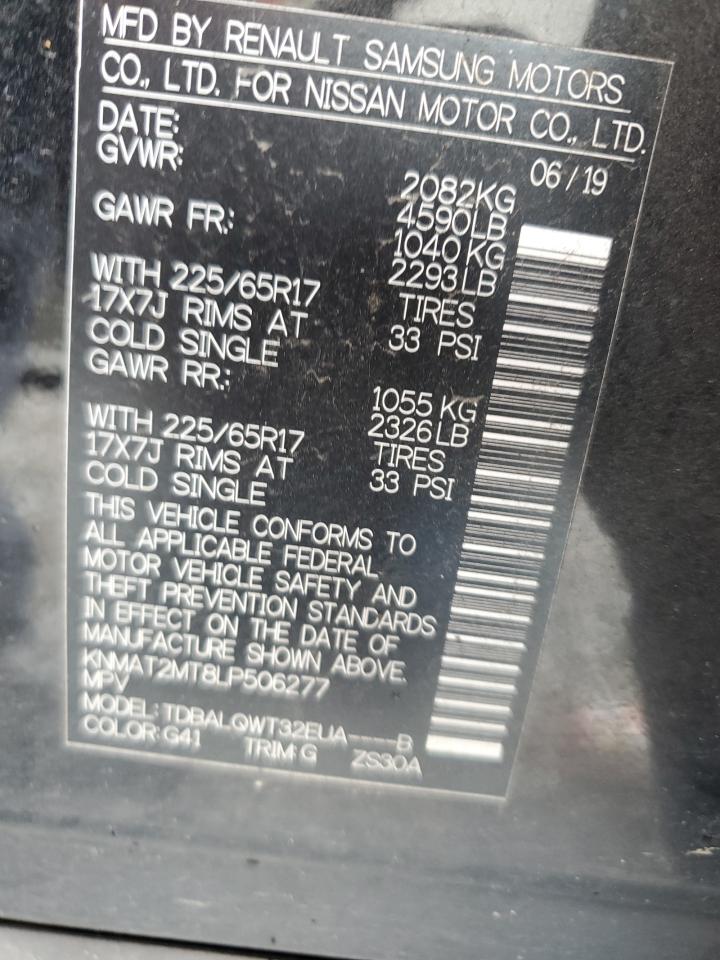 MFD BY RENAULT SAMSUNG MOTORS
CO., LTD. FOR NISSAN MOTOR CO., LTD.
DATE: 06/19
GVWR: 2082KG
4590LB
GAWR FR.: 1040KG
2293LB
WITH 225/65R17 TIRES
17X7J RIMS AT 33 PSI
COLD SINGLE
GAWR RR.: 1055KG
2326LB
WITH 225/65R17 TIRES
17X7J RIMS AT 33 PSI
COLD SINGLE
THIS VEHICLE CONFORMS TO
ALL APPLICABLE FEDERAL
MOTOR VEHICLE SAFETY AND
THEFT PREVENTION STANDARDS
IN EFFECT ON THE DATE OF
MANUFACTURE SHOWN ABOVE.
KNMAT2MT8LP506277
MPV
MODEL: TDBALQWT32EUA----B
COLOR: G41 TRIM: G ZS30A